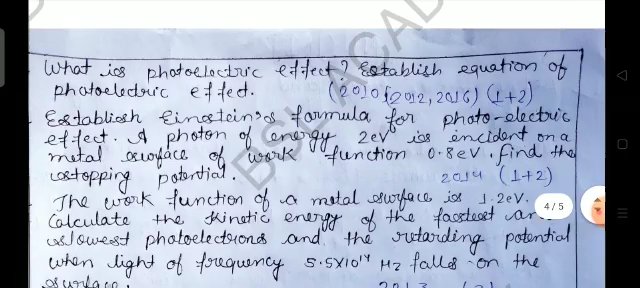 What is photoelectric effect? Establish equation of
photoelectric effect. (2010, 2012, 2016) (1+2)
Establish Einstein's formula for photo-electric
effect. A photon of energy 2eV is incident on a
metal surface of work function 0.8eV. find the
stopping potential. 2014 (1+2)
The work function of a metal surface is 1.2eV.
Calculate the kinetic energy of the fastest and
slowest photoelectrons and the retarding potential
when light of frequency 5.5X10¹⁴ Hz falls on the
surface.
4/5